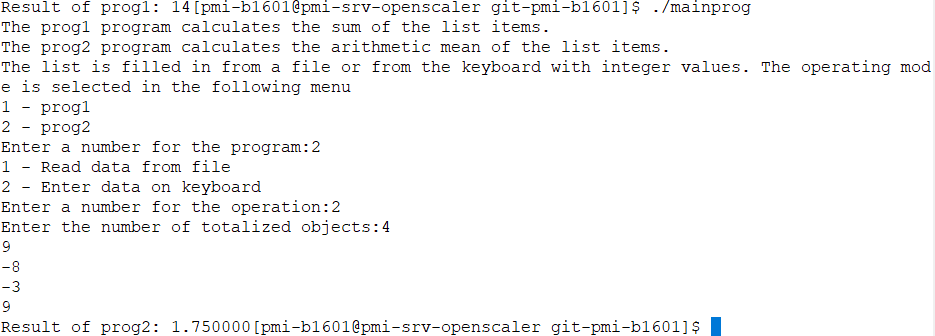 Result of prog1: 14[pmi-b1601@pmi-srv-openscaler git-pmi-b1601]$ ./mainprog
The prog1 program calculates the sum of the list items.
The prog2 program calculates the arithmetic mean of the list items.
The list is filled in from a file or from the keyboard with integer values. The operating mod
e is selected in the following menu
1 - prog1
2 - prog2
Enter a number for the program:2
1 - Read data from file
2 - Enter data on keyboard
Enter a number for the operation:2
Enter the number of totalized objects:4
9
-8
-3
9
Result of prog2: 1.750000[pmi-b1601@pmi-srv-openscaler git-pmi-b1601]$